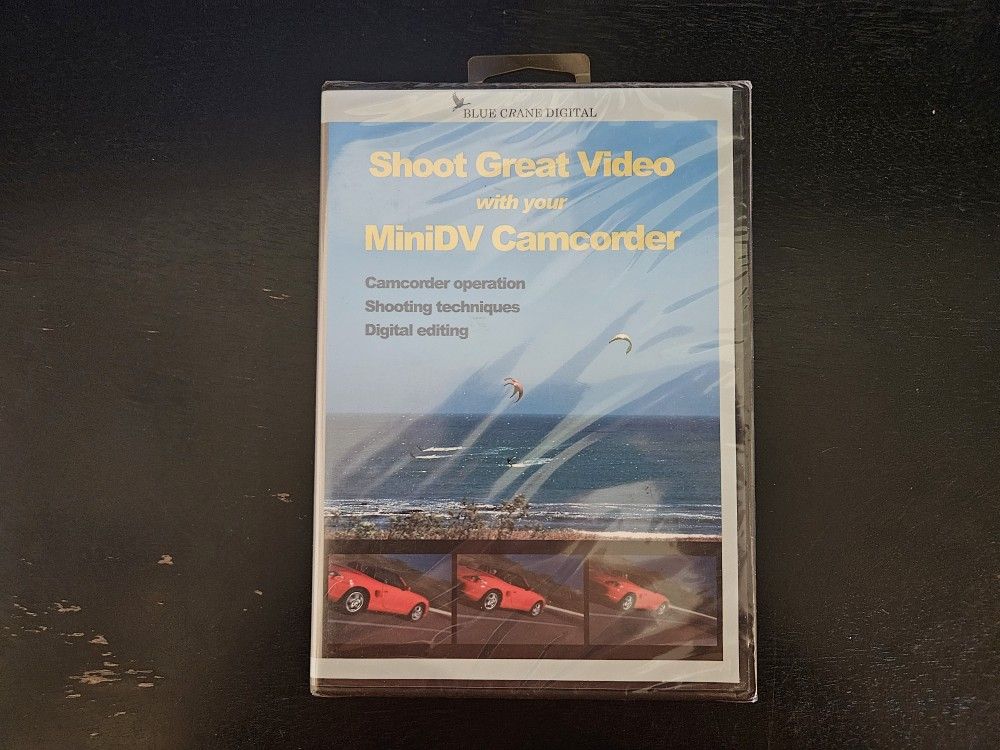 BLUE CRANE DIGITAL
Shoot Great Video
with your
MiniDV Camcorder
Camcorder operation
Shooting techniques
Digital editing